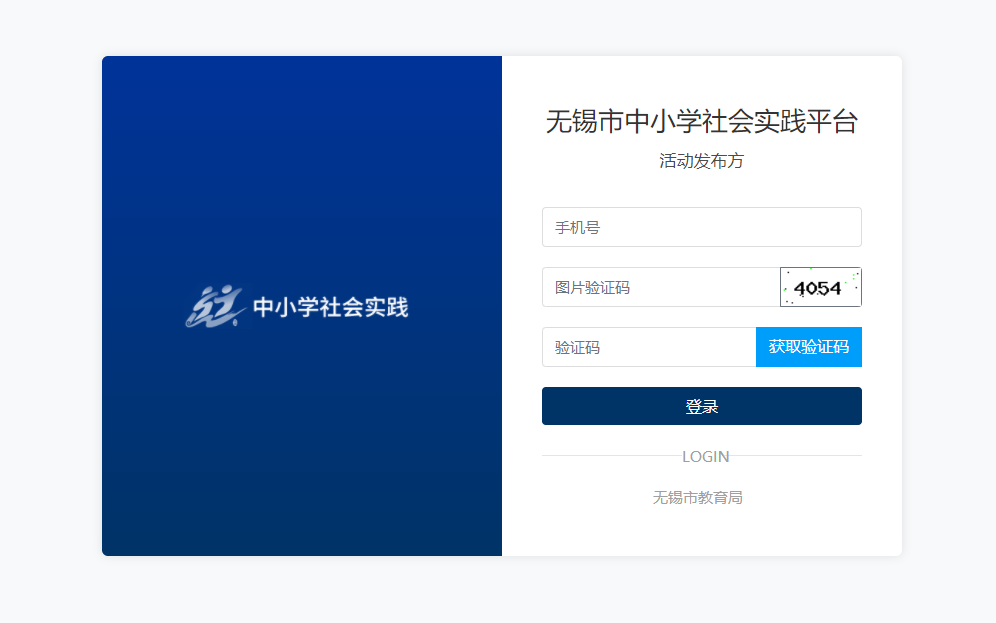 中小学社会实践
无锡市中小学社会实践平台
活动发布方
手机号
图片验证码
4054
验证码
获取验证码
登录
LOGIN
无锡市教育局